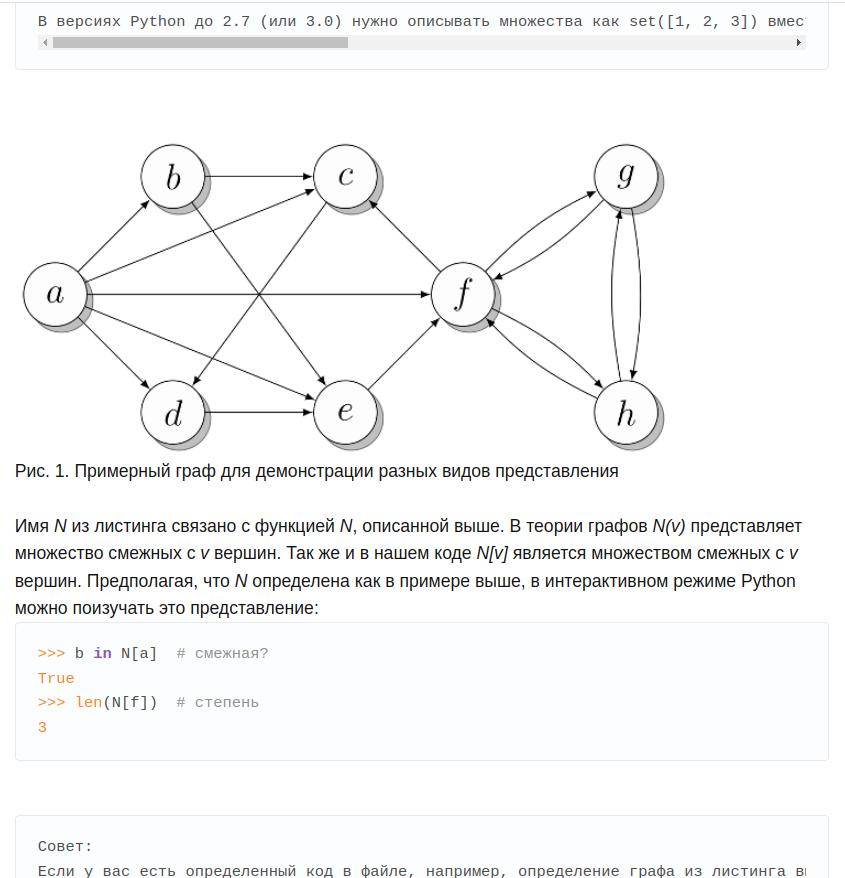 В версиях Python до 2.7 (или 3.0) нужно описывать множества как set([1, 2, 3])
b
c
g
a
f
d
e
h
Рис. 1. Примерный граф для демонстрации разных видов представления
Имя N из листинга связано с функцией N, описанной выше. В теории графов N(v) представляет
множество смежных с v вершин. Так же и в нашем коде N[v] является множеством смежных с v
вершин. Предполагая, что N определена как в примере выше, в интерактивном режиме Python
можно поизучать это представление:
>>> b in N[a]  # смежная?
True
>>> len(N[f])  # степень
3
Совет:
Если у вас есть определенный код в файле, например, определение графа из листинга